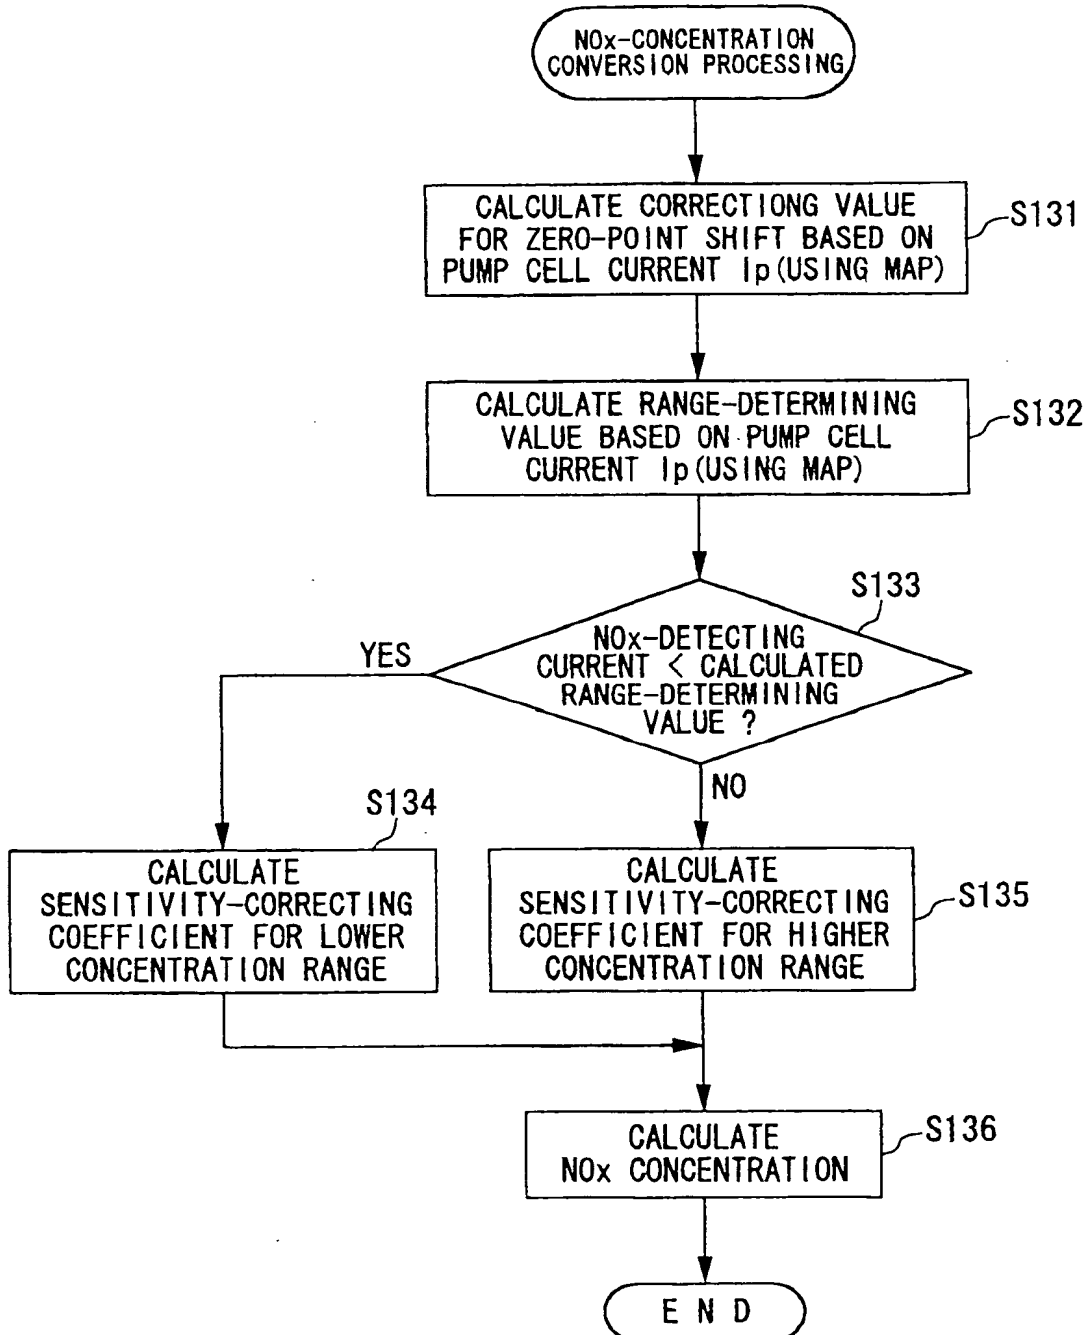 NOx-CONCENTRATION
CONVERSION PROCESSING
CALCULATE CORRECTIONG VALUE
FOR ZERO-POINT SHIFT BASED ON
PUMP CELL CURRENT Ip(USING MAP)
S131
CALCULATE RANGE-DETERMINING
VALUE BASED ON PUMP CELL
CURRENT Ip(USING MAP)
S132
S133
NOx-DETECTING
CURRENT < CALCULATED
RANGE-DETERMINING
VALUE ?
YES
NO
S134
CALCULATE
SENSITIVITY-CORRECTING
COEFFICIENT FOR LOWER
CONCENTRATION RANGE
CALCULATE
SENSITIVITY-CORRECTING
COEFFICIENT FOR HIGHER
CONCENTRATION RANGE
S135
CALCULATE
NOx CONCENTRATION
S136
E N D